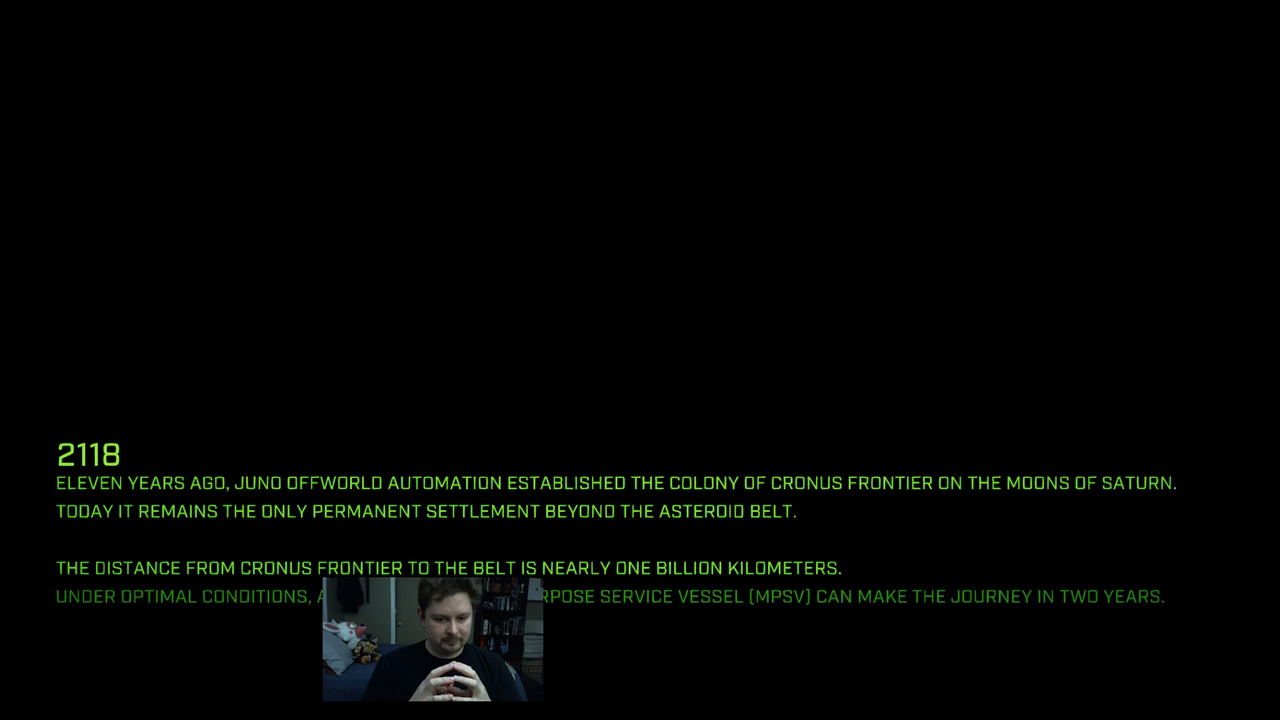 2118
ELEVEN YEARS AGO, JUNO OFFWORLD AUTOMATION ESTABLISHED THE COLONY OF CRONUS FRONTIER ON THE MOONS OF SATURN.
TODAY IT REMAINS THE ONLY PERMANENT SETTLEMENT BEYOND THE ASTEROID BELT.
THE DISTANCE FROM CRONUS FRONTIER TO THE BELT IS NEARLY ONE BILLION KILOMETERS.
UNDER OPTIMAL CONDITIONS, RPOSE SERVICE VESSEL (MPSV) CAN MAKE THE JOURNEY IN TWO YEARS.